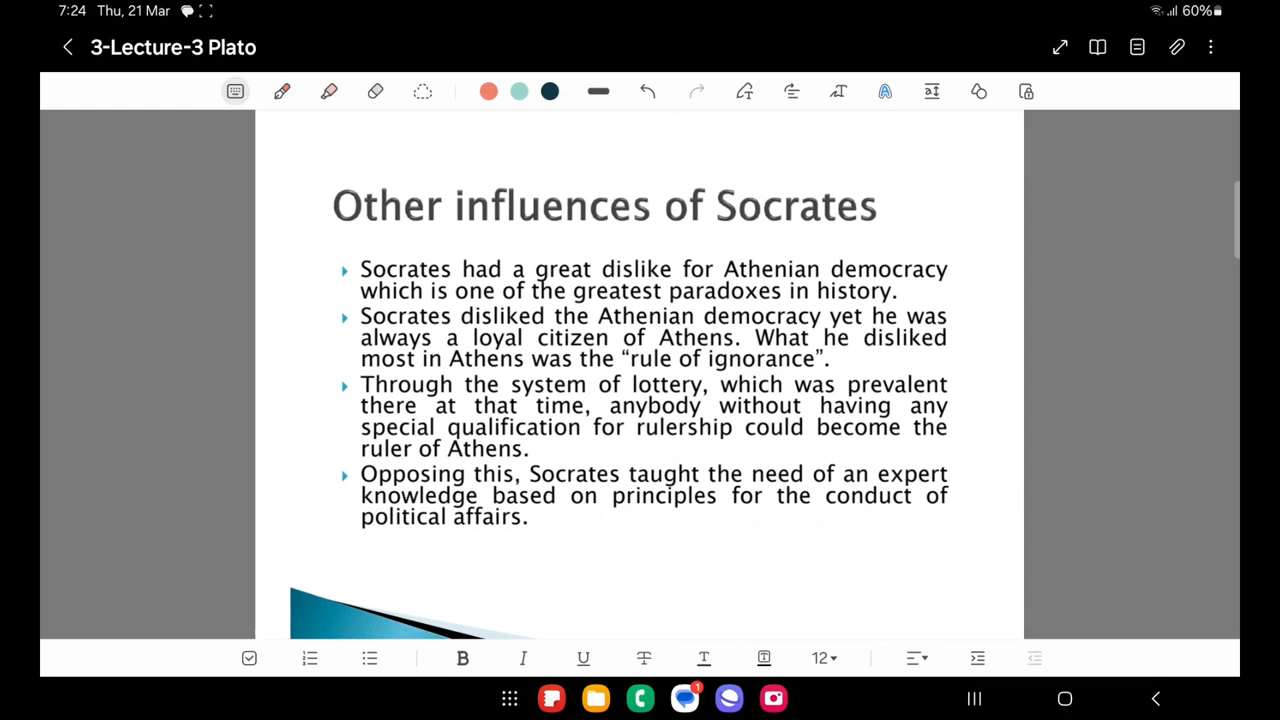 7:24 Thu, 21 Mar
60%
3-Lecture-3 Plato
Other influences of Socrates
Socrates had a great dislike for Athenian democracy
which is one of the greatest paradoxes in history.
Socrates disliked the Athenian democracy yet he was
always a loyal citizen of Athens. What he disliked
most in Athens was the “rule of ignorance”.
Through the system of lottery, which was prevalent
there at that time, anybody without having any
special qualification for rulership could become the
ruler of Athens.
Opposing this, Socrates taught the need of an expert
knowledge based on principles for the conduct of
political affairs.
B I U T T T 12
1